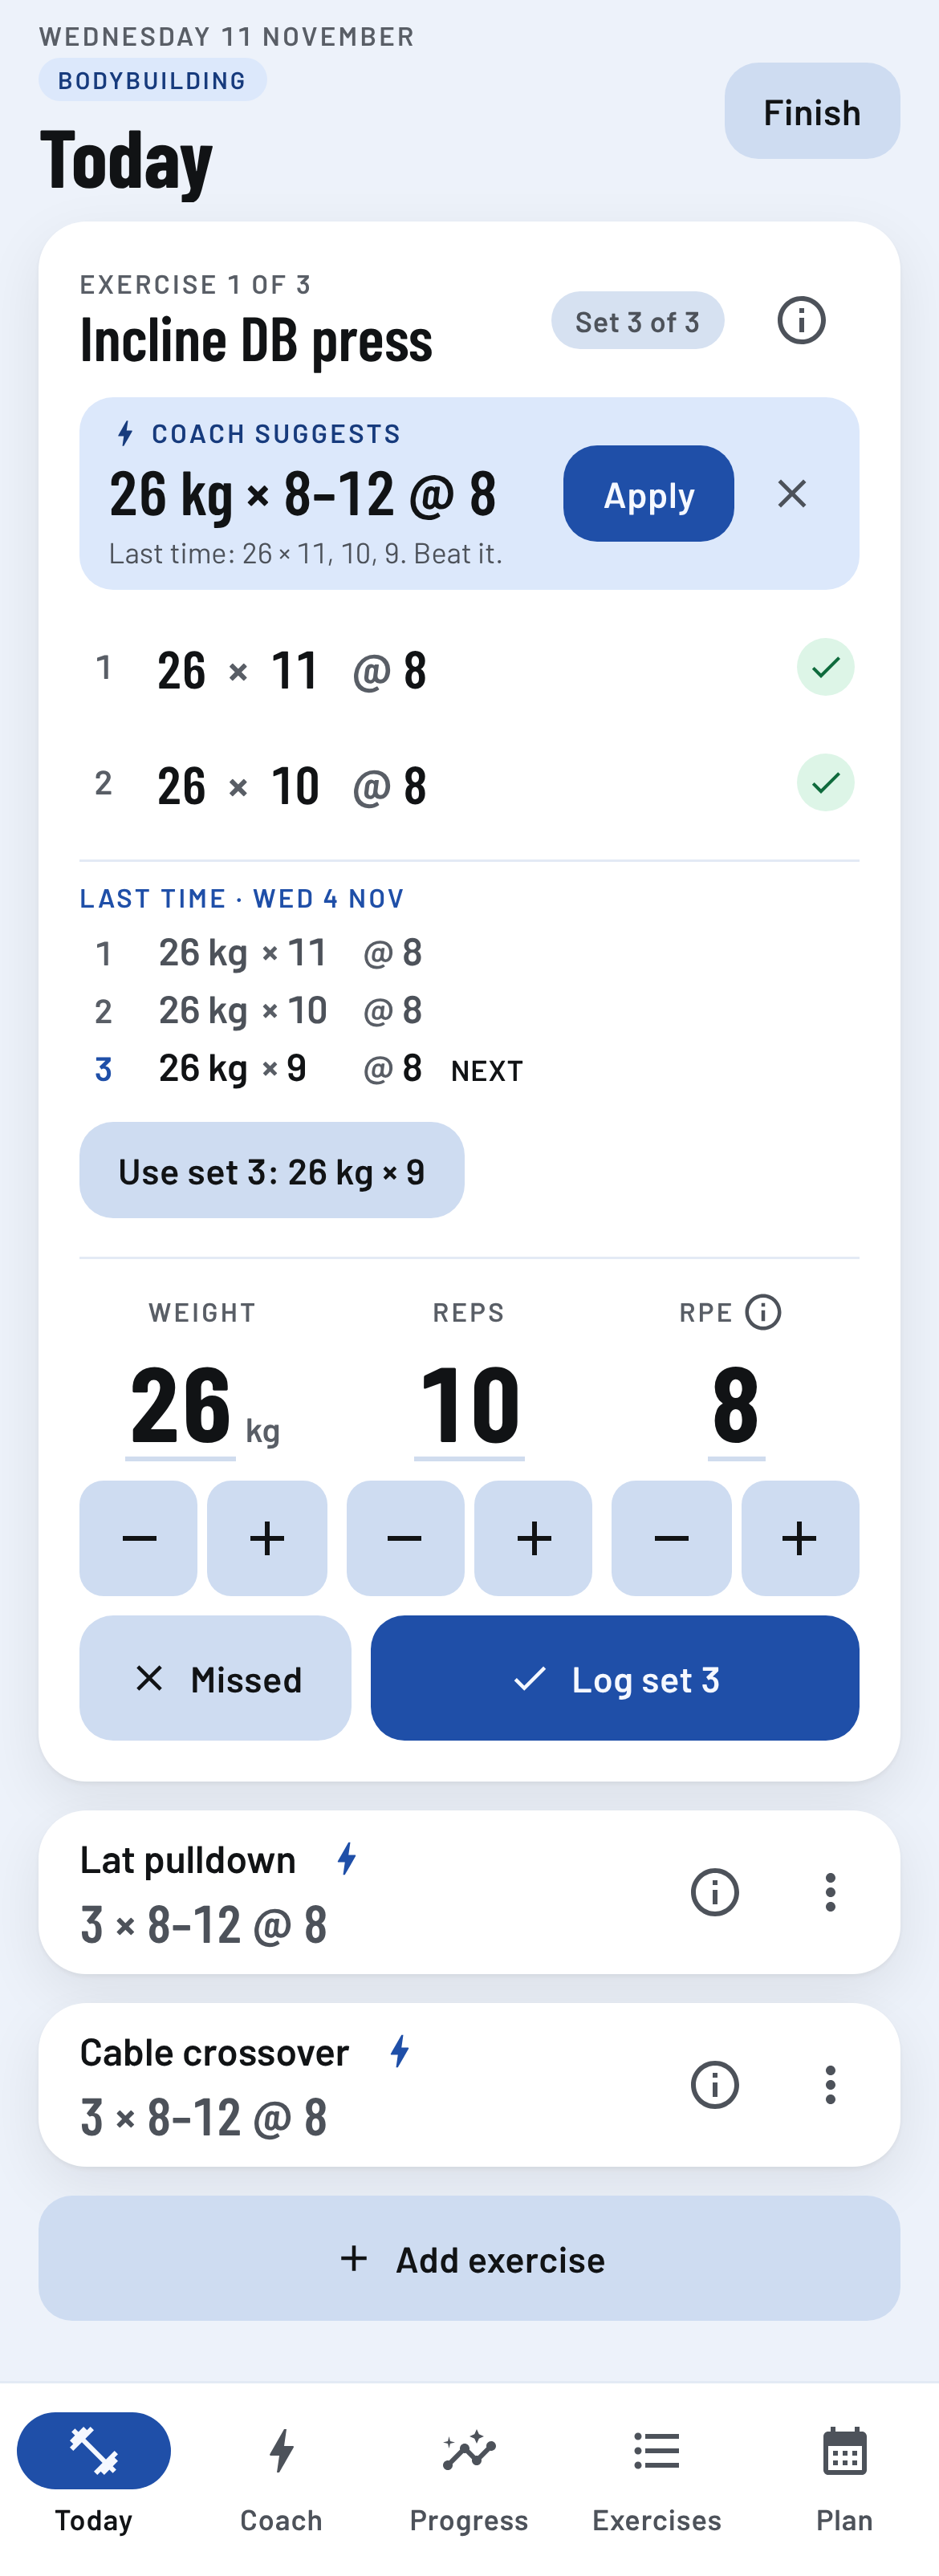 WEDNESDAY 11 NOVEMBER
BODYBUILDING
Today
Finish
EXERCISE 1 OF 3
Incline DB press
Set 3 of 3
COACH SUGGESTS
26 kg × 8–12 @ 8
Last time: 26 × 11, 10, 9. Beat it.
Apply
1 26 × 11 @ 8
2 26 × 10 @ 8
LAST TIME · WED 4 NOV
1 26 kg × 11 @ 8
2 26 kg × 10 @ 8
3 26 kg × 9 @ 8 NEXT
Use set 3: 26 kg × 9
WEIGHT REPS RPE
26 kg 10 8
Missed
Log set 3
Lat pulldown
3 × 8–12 @ 8
Cable crossover
3 × 8–12 @ 8
Add exercise
Today Coach Progress Exercises Plan